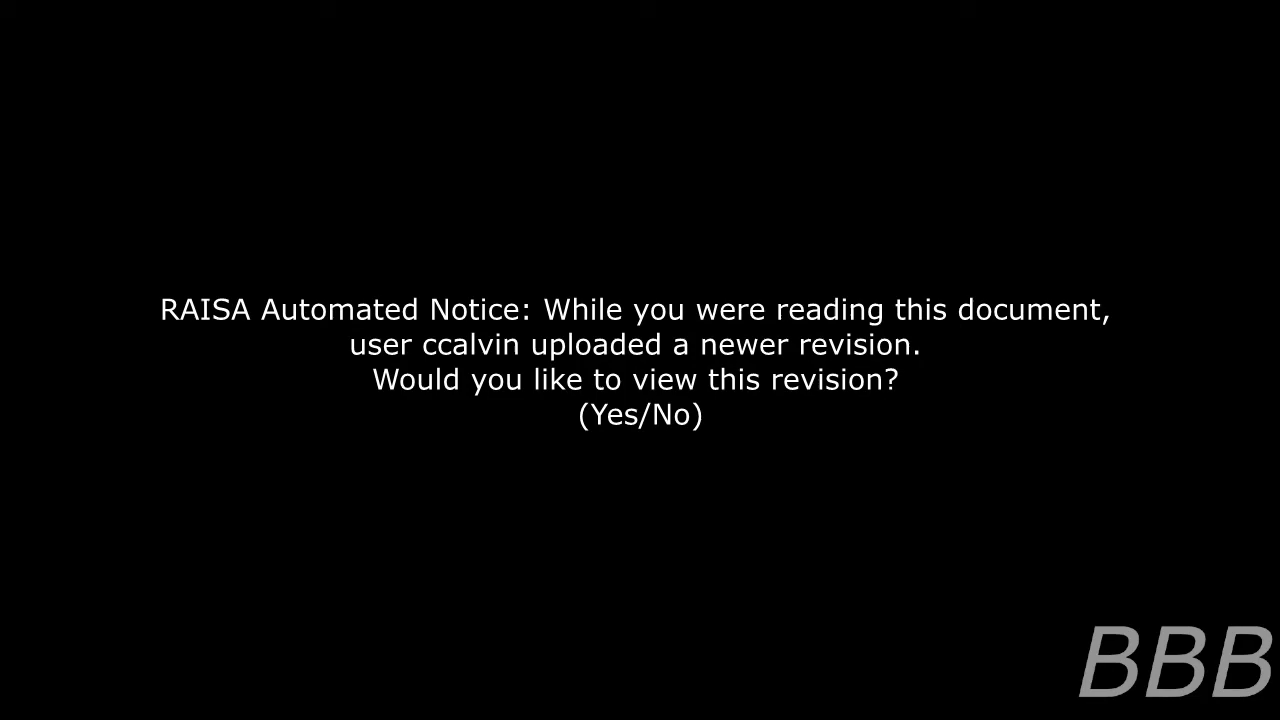 RAISA Automated Notice: While you were reading this document,
user ccalvin uploaded a newer revision.
Would you like to view this revision?
(Yes/No)
BBB